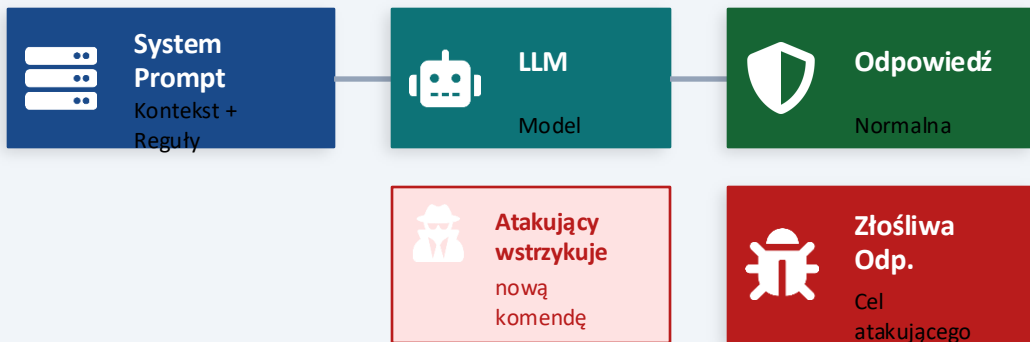 System
Prompt
Kontekst +
Reguły
LLM
Model
Odpowiedź
Normalna
Atakujący
wstrzykuje
nową
komendę
Złośliwa
Odp.
Cel
atakującego